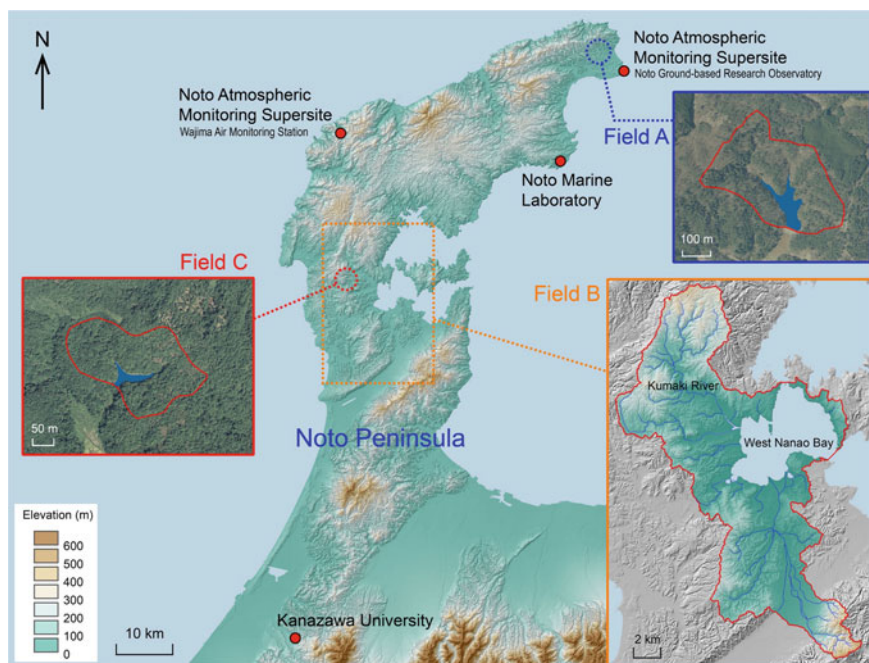 N
Noto Atmospheric
Monitoring Supersite
Noto Ground-based Research Observatory
Noto Atmospheric
Monitoring Supersite
Wajima Air Monitoring Station
Field A
100 m
Noto Marine
Laboratory
Field C
50 m
Field B
Kumaki River
West Nanao Bay
2 km
Noto Peninsula
Elevation (m)
600
500
400
300
200
100
0
10 km
Kanazawa University